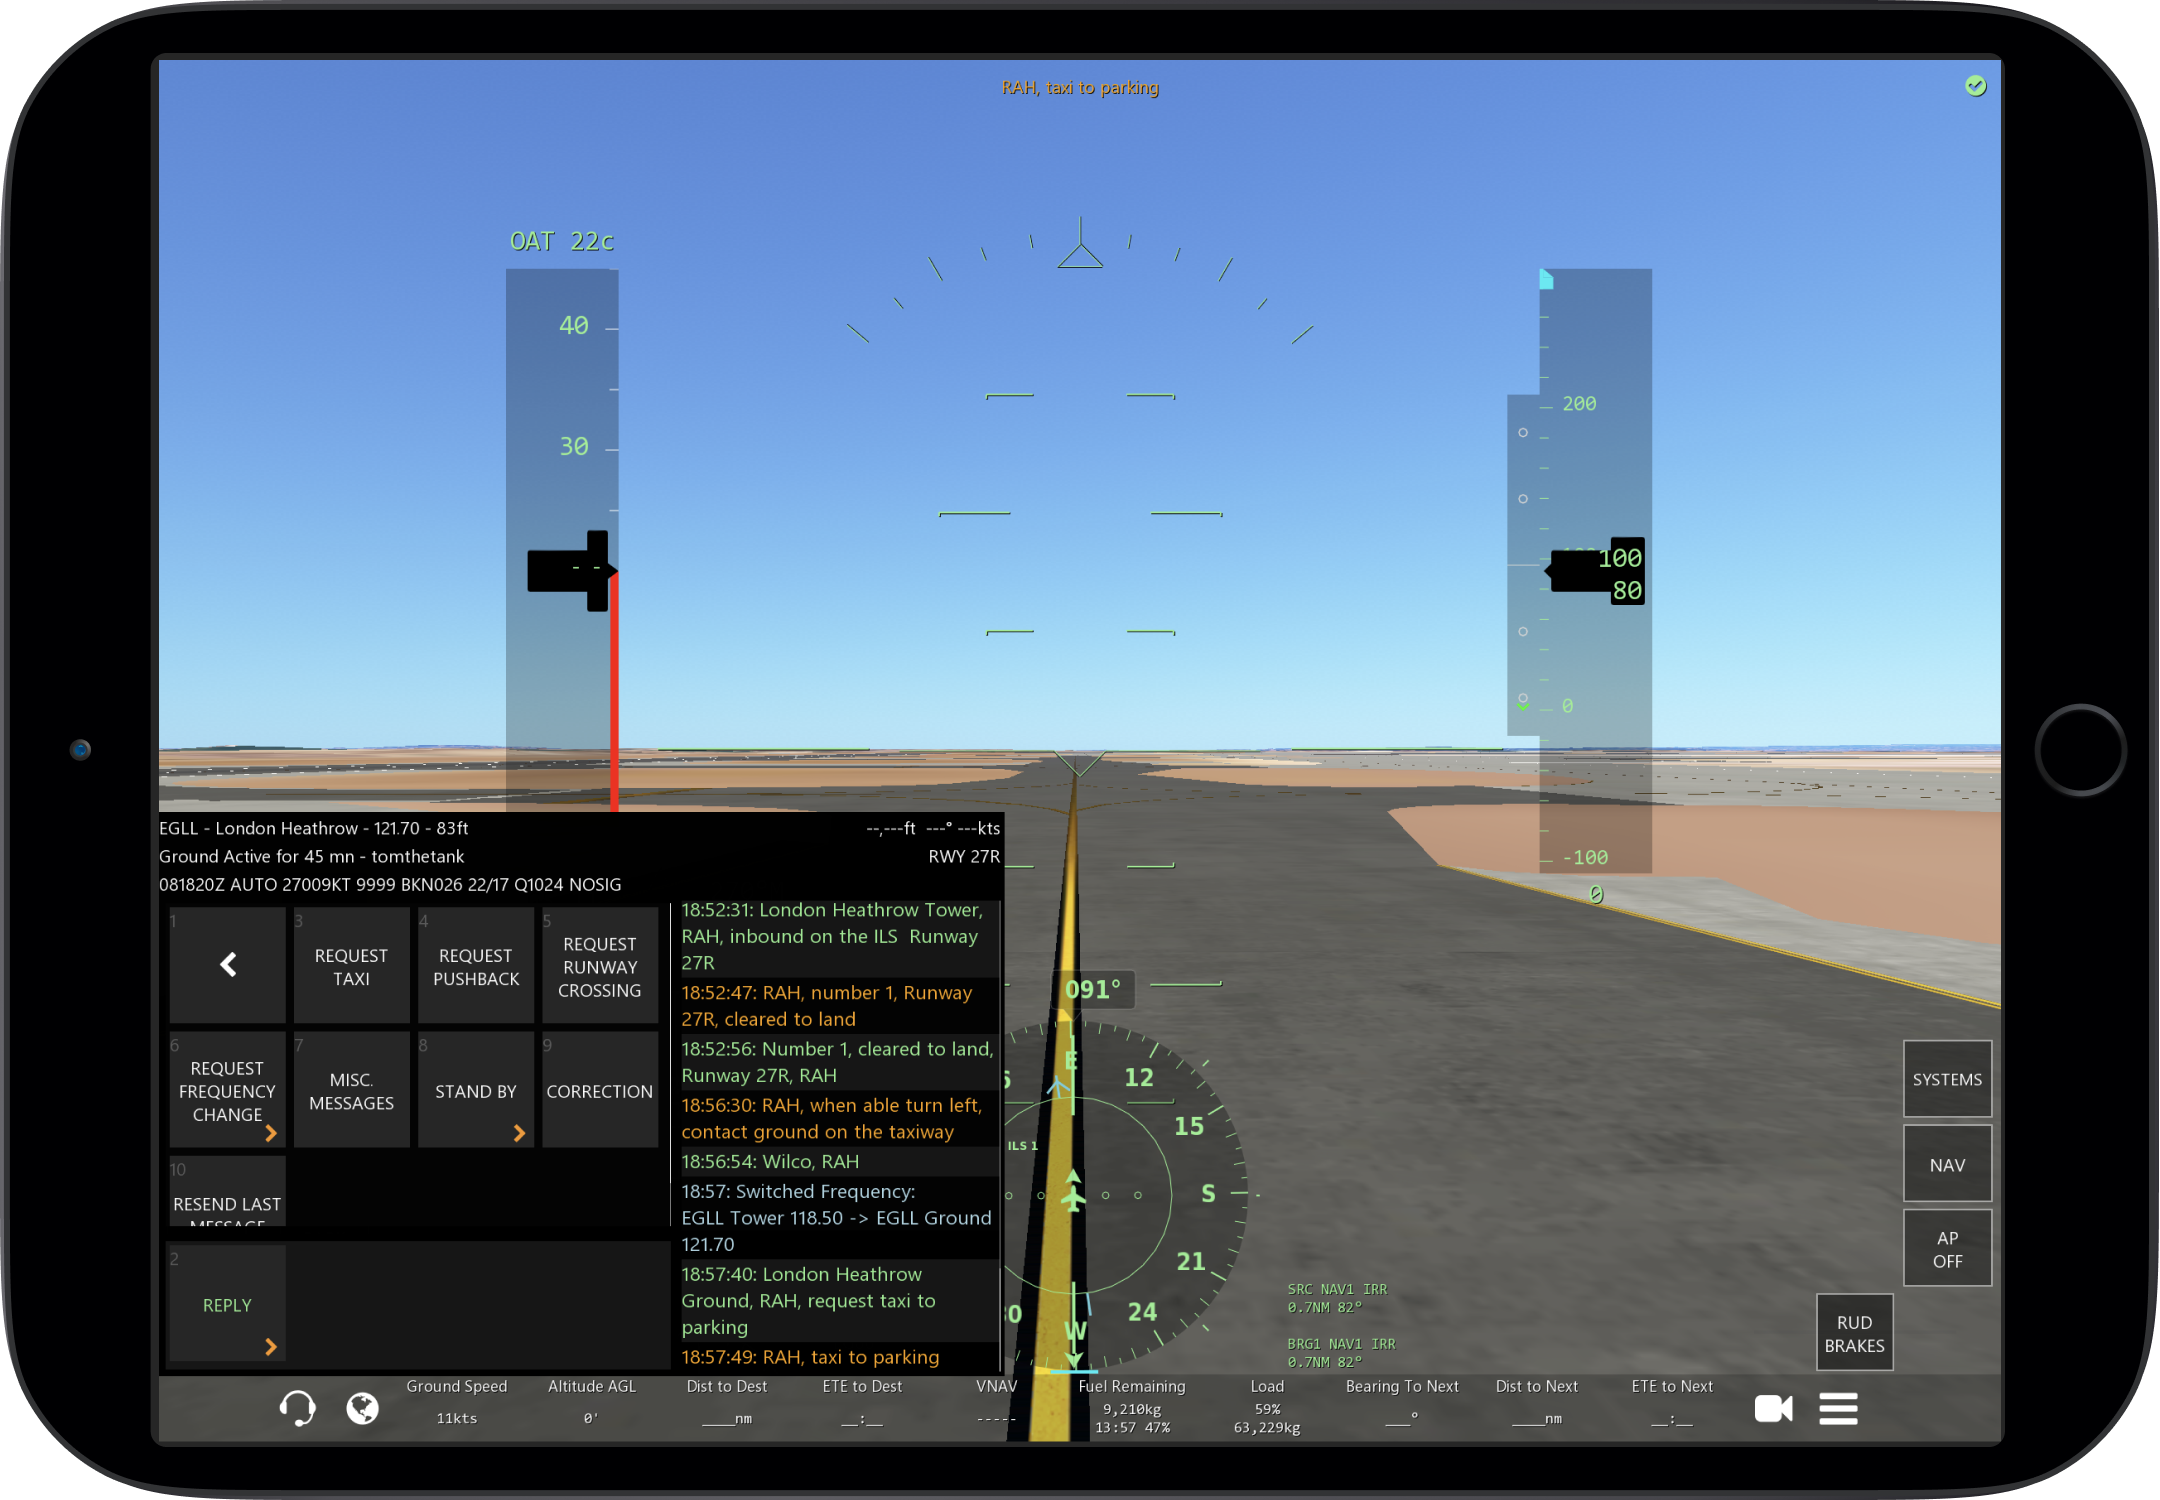 RAH, taxi to parking
OAT 22c
40
30
- -
200
100
80
0
-100
0
EGLL - London Heathrow - 121.70 - 83ft
--,---ft ---° ---kts
Ground Active for 45 mn - tomthetank
RWY 27R
081820Z AUTO 27009KT 9999 BKN026 22/17 Q1024 NOSIG
1
3
REQUEST
TAXI
4
REQUEST
PUSHBACK
5
REQUEST
RUNWAY
CROSSING
6
REQUEST
FREQUENCY
CHANGE
7
MISC.
MESSAGES
8
STAND BY
9
CORRECTION
10
RESEND LAST
MESSAGE
2
REPLY
18:52:31: London Heathrow Tower,
RAH, inbound on the ILS Runway
27R
18:52:47: RAH, number 1, Runway
27R, cleared to land
18:52:56: Number 1, cleared to land,
Runway 27R, RAH
18:56:30: RAH, when able turn left,
contact ground on the taxiway
18:56:54: Wilco, RAH
18:57: Switched Frequency:
EGLL Tower 118.50 -> EGLL Ground
121.70
18:57:40: London Heathrow
Ground, RAH, request taxi to
parking
18:57:49: RAH, taxi to parking
091°
E
12
15
S
21
24
W
ILS 1
SRC NAV1 IRR
0.7NM 82°
BRG1 NAV1 IRR
0.7NM 82°
SYSTEMS
NAV
AP
OFF
RUD
BRAKES
Ground Speed
11kts
Altitude AGL
0'
Dist to Dest
____nm
ETE to Dest
__:__
VNAV
-----
Fuel Remaining
9,210kg
13:57 47%
Load
59%
63,229kg
Bearing To Next
___°
Dist to Next
____nm
ETE to Next
__:__